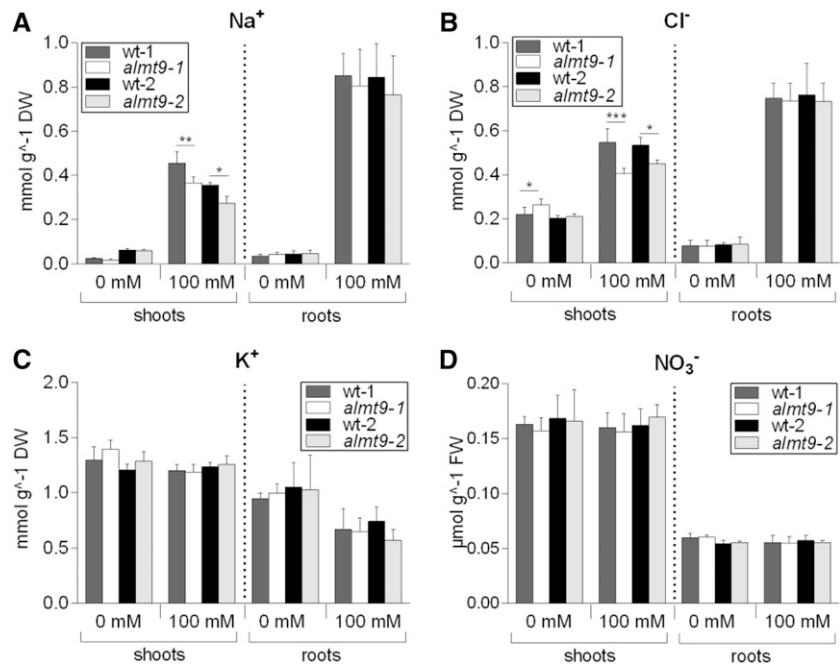 A
Na⁺
mmol g^-1 DW
1.0
0.8
0.6
0.4
0.2
0.0
wt-1
almt9-1
wt-2
almt9-2
** *
0 mM 100 mM 0 mM 100 mM
shoots roots
B
Cl⁻
mmol g^-1 DW
1.0
0.8
0.6
0.4
0.2
0.0
wt-1
almt9-1
wt-2
almt9-2
* *** *
0 mM 100 mM 0 mM 100 mM
shoots roots
C
K⁺
mmol g^-1 DW
2.0
1.5
1.0
0.5
0.0
wt-1
almt9-1
wt-2
almt9-2
0 mM 100 mM 0 mM 100 mM
shoots roots
D
NO₃⁻
µmol g^-1 FW
0.20
0.15
0.10
0.05
0.00
wt-1
almt9-1
wt-2
almt9-2
0 mM 100 mM 0 mM 100 mM
shoots roots